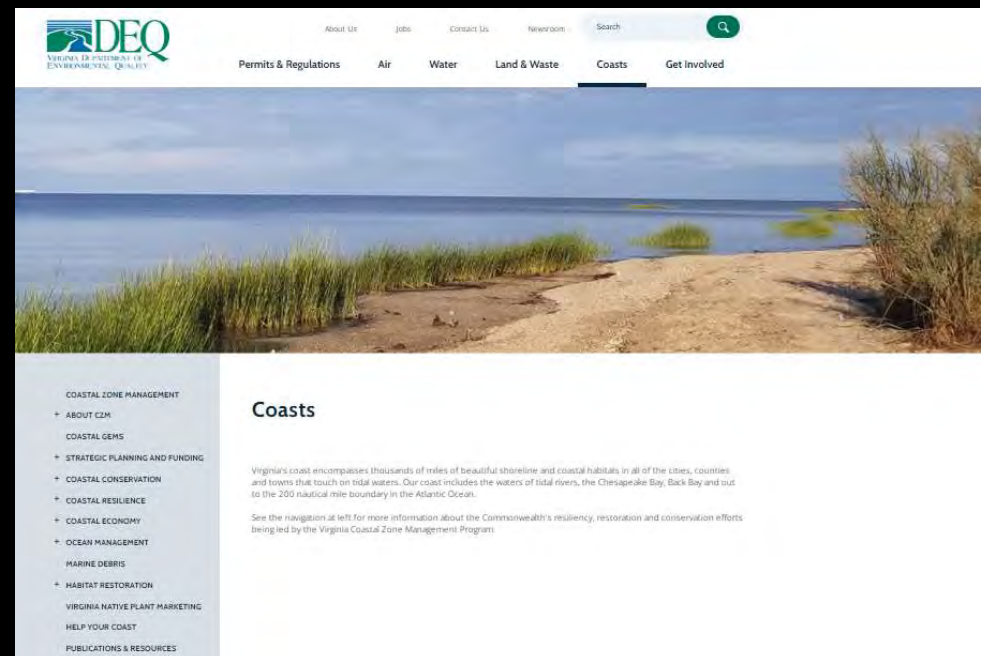 DEQ
VIRGINIA DEPARTMENT OF
ENVIRONMENTAL QUALITY
About Us Jobs Contact Us Newsroom Search
Permits & Regulations Air Water Land & Waste Coasts Get Involved
COASTAL ZONE MANAGEMENT
+ ABOUT CZM
COASTAL GEMS
+ STRATEGIC PLANNING AND FUNDING
+ COASTAL CONSERVATION
+ COASTAL RESILIENCE
+ COASTAL ECONOMY
+ OCEAN MANAGEMENT
MARINE DEBRIS
+ HABITAT RESTORATION
VIRGINIA NATIVE PLANT MARKETING
HELP YOUR COAST
PUBLICATIONS & RESOURCES
Coasts
Virginia's coast encompasses thousands of miles of beautiful shoreline and coastal habitats in all of the cities, counties
and towns that touch on tidal waters. Our coast includes the waters of tidal rivers, the Chesapeake Bay, Back Bay and out
to the 200 nautical mile boundary in the Atlantic Ocean.
See the navigation at left for more information about the Commonwealth's resiliency, restoration and conservation efforts
being led by the Virginia Coastal Zone Management Program